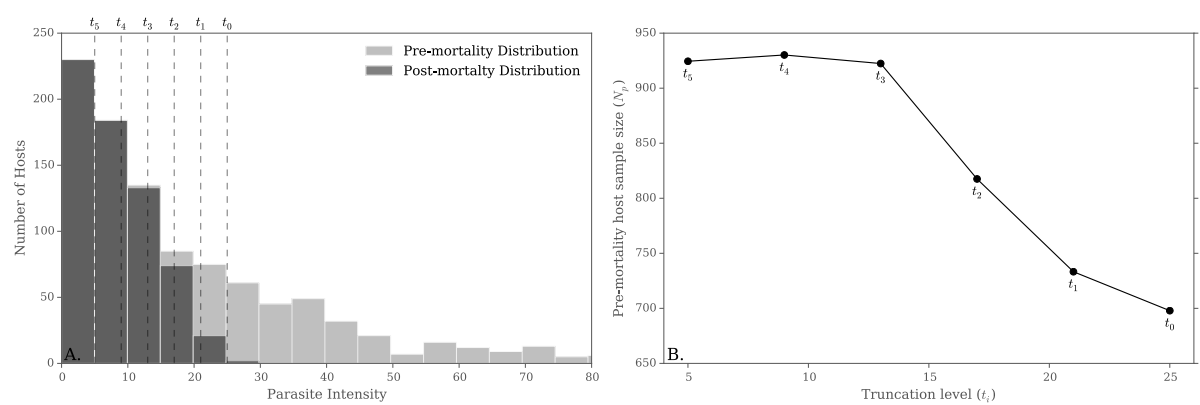 t5 t4 t3 t2 t1 t0
250
200
150
100
50
0
Number of Hosts
Pre-mortality Distribution
Post-mortalty Distribution
A.
0 10 20 30 40 50 60 70 80
Parasite Intensity
950
900
850
800
750
700
650
Pre-mortality host sample size (Np)
t5
t4
t3
t2
t1
t0
B.
5 10 15 20 25
Truncation level (ti)